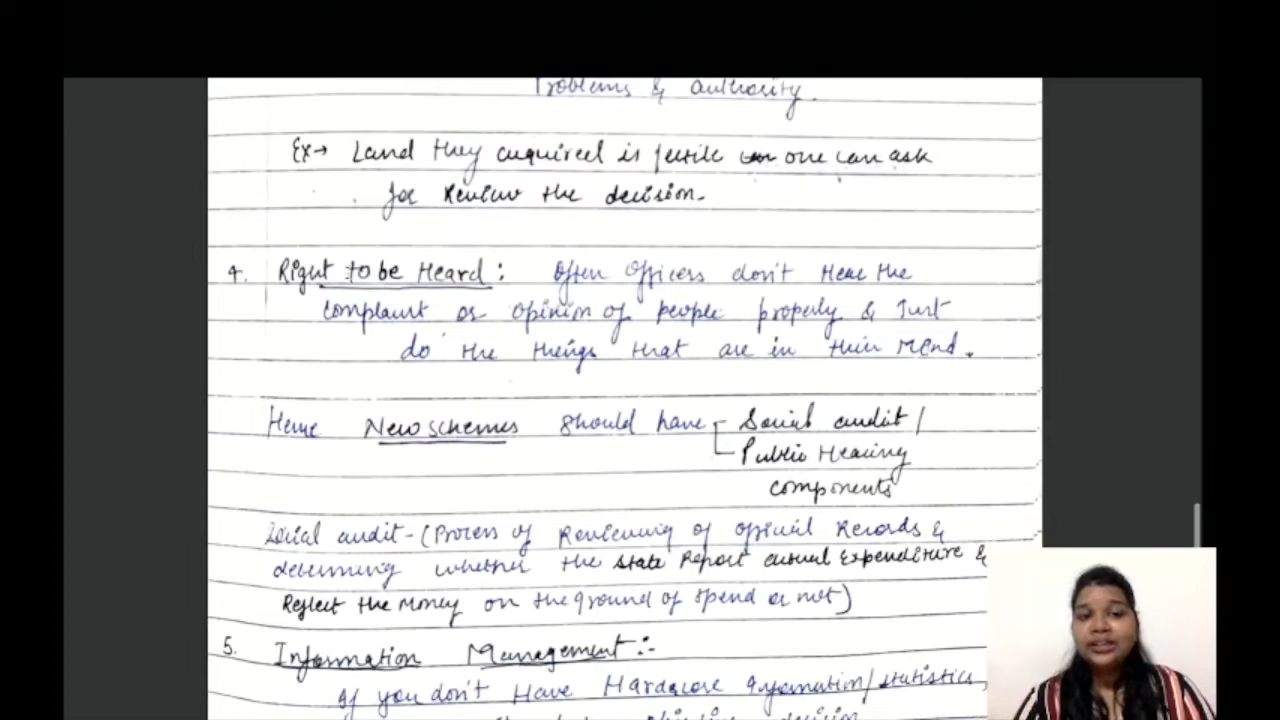 Problems & authority.
Ex→ Land they acquired is fertile one can ask
for Review the decision.
4. Right to be Heard : Often Officers don't Hear the
complaint or opinion of people properly & Just
do the things that are in their Mind.
Hence New schemes should have Social audit /
Public Hearing
components
Social audit - (Process of Reviewing of official Records &
determining whether the State Report actual Expenditure &
Reflect the Money on the ground of spend or not)
5. Information Management :-
If you don't Have Hardcore Information/statistics,
decision